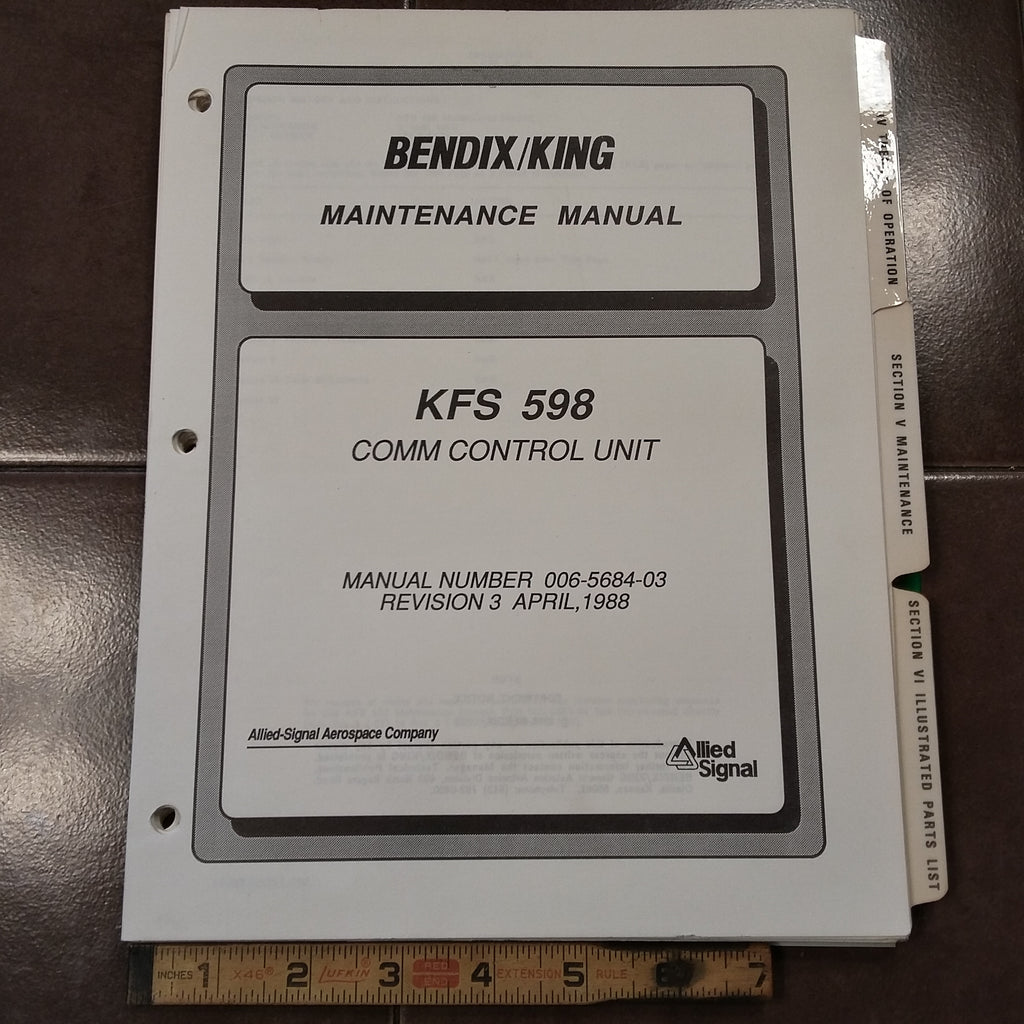 BENDIX/KING
MAINTENANCE MANUAL
KFS 598
COMM CONTROL UNIT
MANUAL NUMBER 006-5684-03
REVISION 3 APRIL,1988
Allied-Signal Aerospace Company
Allied
Signal
IV OF OPERATION
SECTION V MAINTENANCE
SECTION VI ILLUSTRATED PARTS LIST
INCHES 1 X46® 2 LUFKIN 3 RED END 4 EXTENSION 5 RULE 6 7